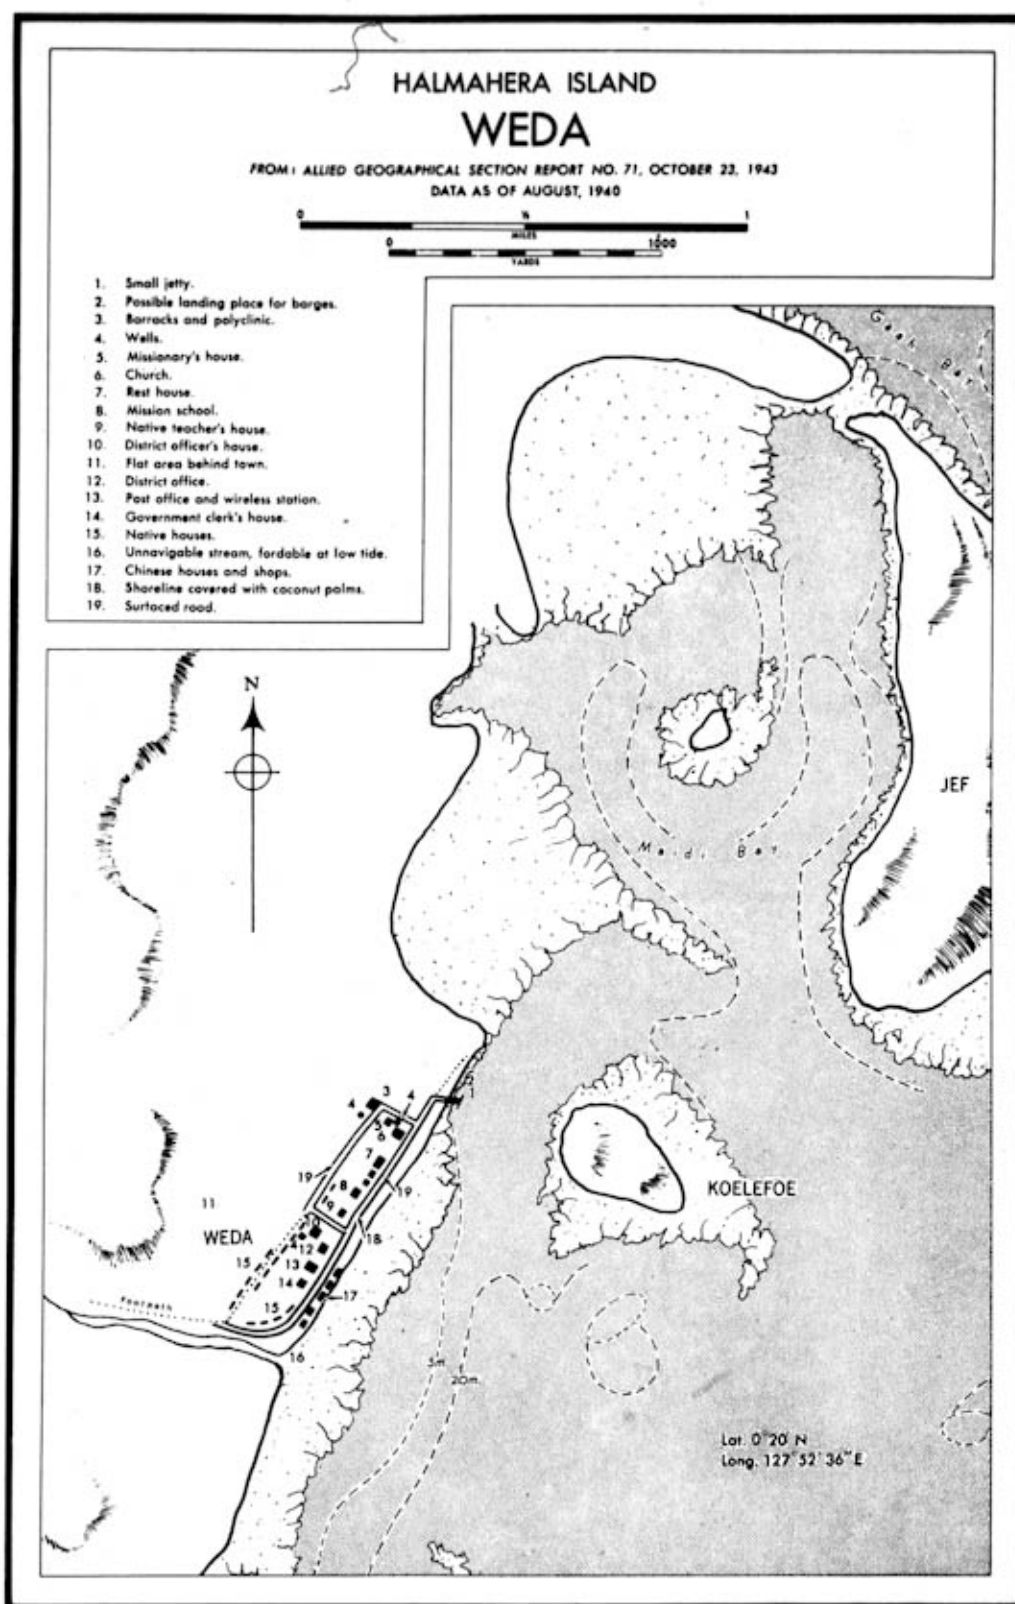 HALMAHERA ISLAND
WEDA
FROM: ALLIED GEOGRAPHICAL SECTION REPORT NO. 71, OCTOBER 23, 1943
DATA AS OF AUGUST, 1940
0 ½ 1
MILES
0 1000
YARDS
1. Small jetty.
2. Possible landing place for barges.
3. Barracks and polyclinic.
4. Wells.
5. Missionary's house.
6. Church.
7. Rest house.
8. Mission school.
9. Native teacher's house.
10. District officer's house.
11. Flat area behind town.
12. District office.
13. Post office and wireless station.
14. Government clerk's house.
15. Native houses.
16. Unnavigable stream, fordable at low tide.
17. Chinese houses and shops.
18. Shoreline covered with coconut palms.
19. Surfaced road.
Bay
N
JEF
Bay
3
4
4
5
6
7
19
8
19
9
KOELEFOE
11
10
18
WEDA
4
12
15
13
14
17
15
Footpath
16
5m.
20m.
Lat. 0°20' N
Long. 127°52'36" E